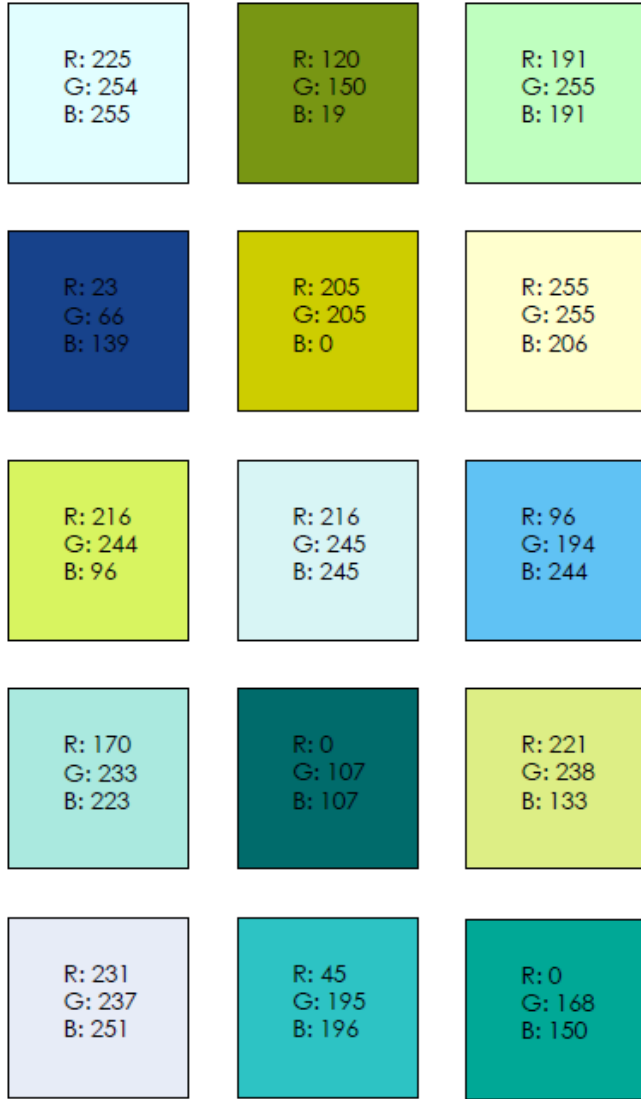 R: 225
G: 254
B: 255
R: 120
G: 150
B: 19
R: 191
G: 255
B: 191
R: 23
G: 66
B: 139
R: 205
G: 205
B: 0
R: 255
G: 255
B: 206
R: 216
G: 244
B: 96
R: 216
G: 245
B: 245
R: 96
G: 194
B: 244
R: 170
G: 233
B: 223
R: 0
G: 107
B: 107
R: 221
G: 238
B: 133
R: 231
G: 237
B: 251
R: 45
G: 195
B: 196
R: 0
G: 168
B: 150